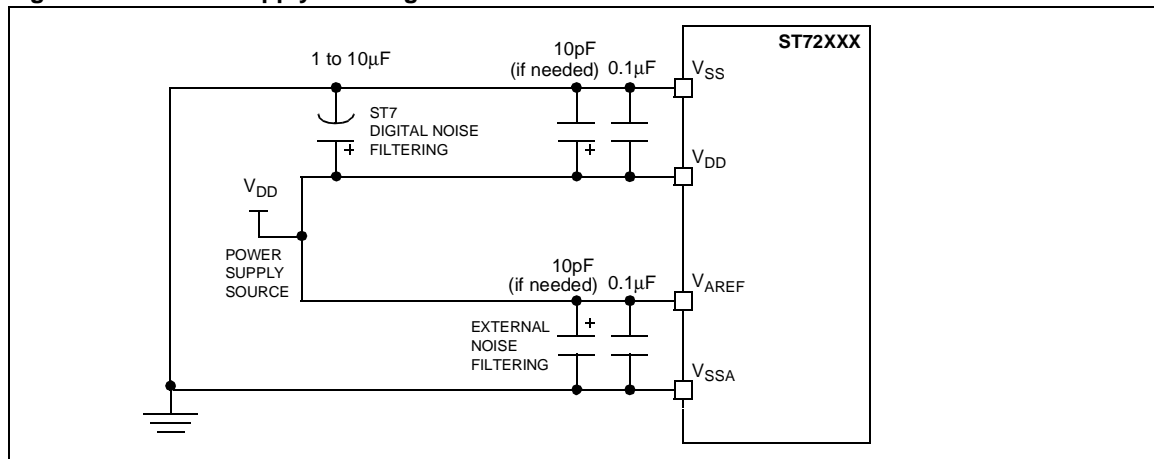 ST72XXX
1 to 10μF
10pF
(if needed) 0.1μF
VSS
ST7
DIGITAL NOISE
FILTERING
+
+
VDD
VDD
POWER
SUPPLY
SOURCE
10pF
(if needed) 0.1μF
VAREF
EXTERNAL
NOISE
FILTERING
+
VSSA